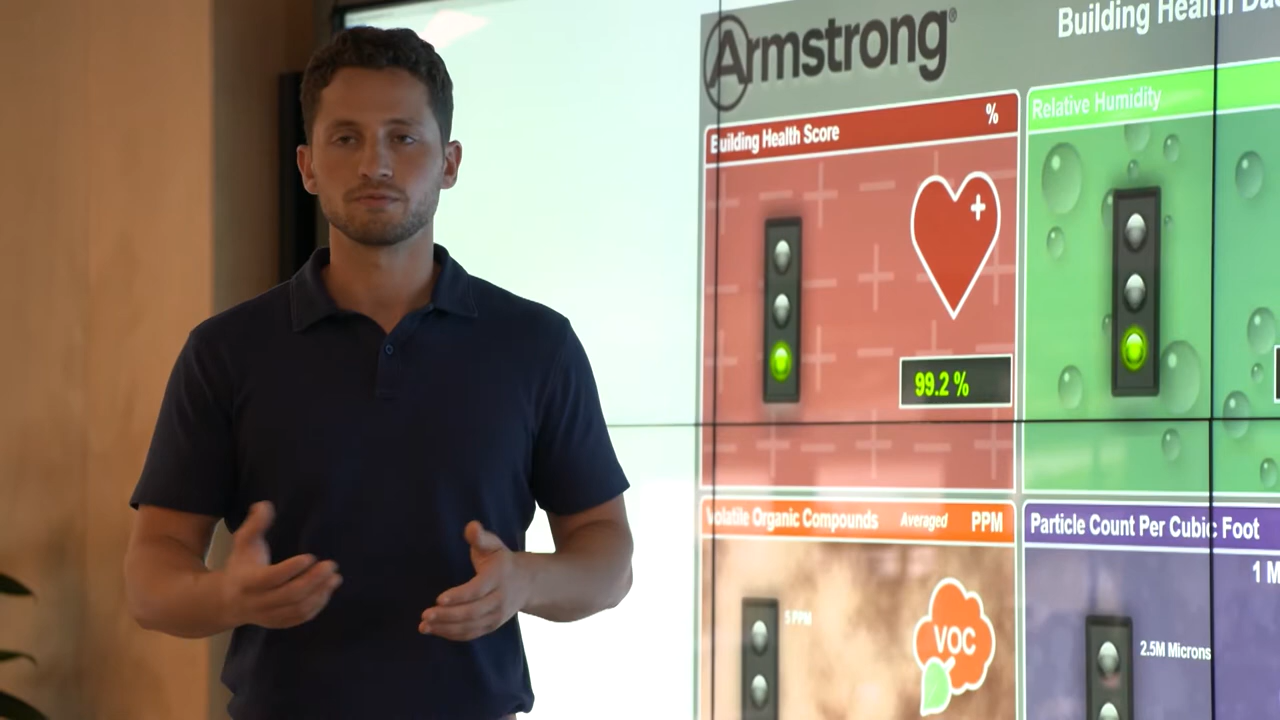 Armstrong®
Building Health
Building Health Score %
Relative Humidity
99.2 %
Volatile Organic Compounds Averaged PPM
Particle Count Per Cubic Foot
5 PPM
VOC
1 M
2.5M Microns